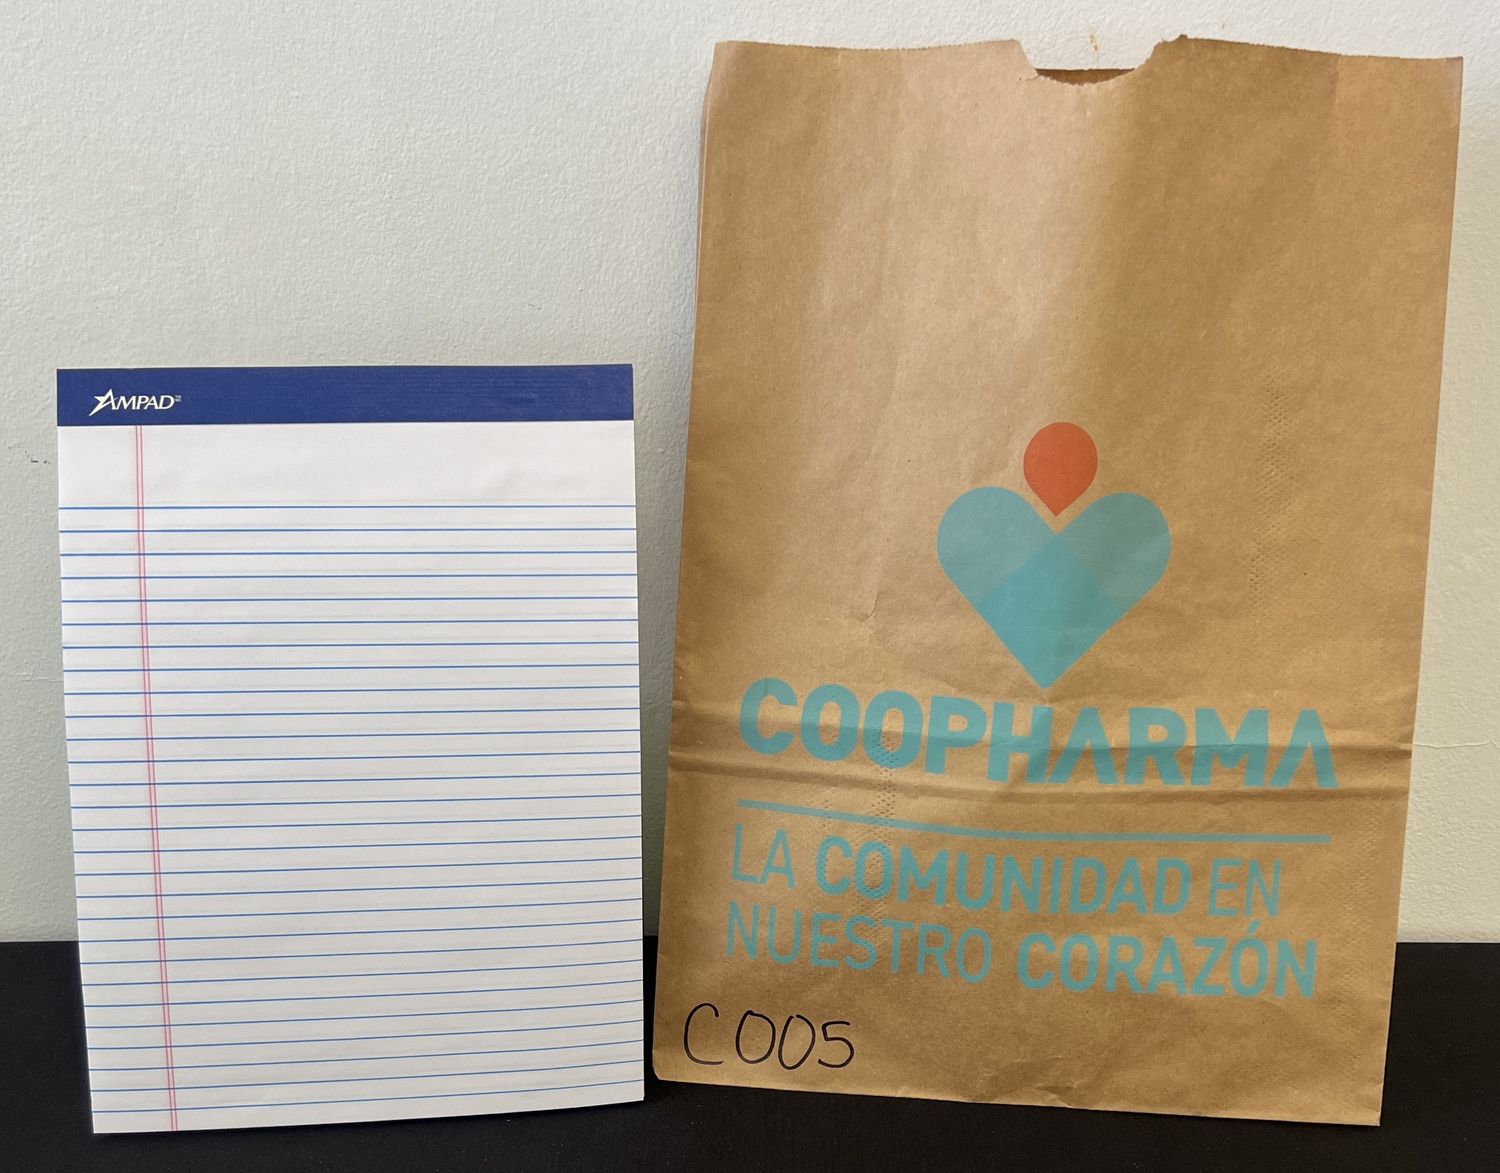 AMPAD
COOPHARMA
LA COMUNIDAD EN
NUESTRO CORAZÓN
C005